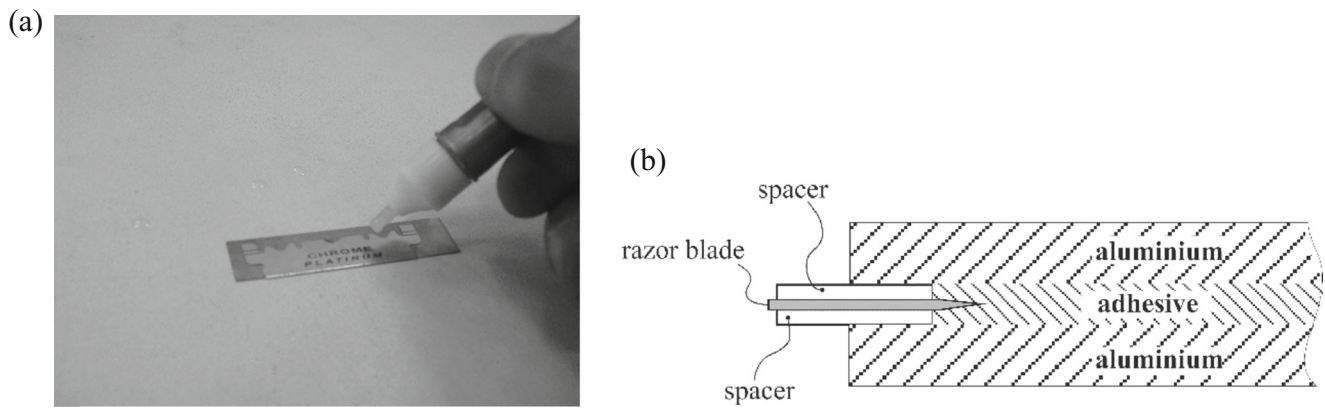 (a)
CHROME
PLATINUM
(b)
spacer
razor blade
aluminium
adhesive
aluminium
spacer